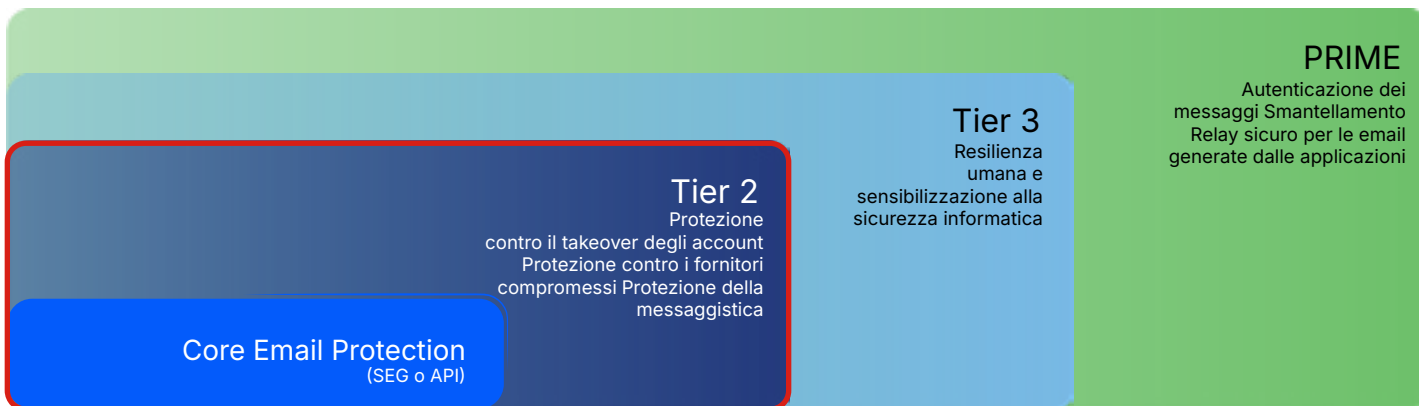 PRIME
Autenticazione dei
messaggi Smantellamento
Relay sicuro per le email
generate dalle applicazioni
Tier 3
Resilienza
umana e
sensibilizzazione alla
sicurezza informatica
Tier 2
Protezione
contro il takeover degli account
Protezione contro i fornitori
compromessi Protezione della
messaggistica
Core Email Protection
(SEG o API)